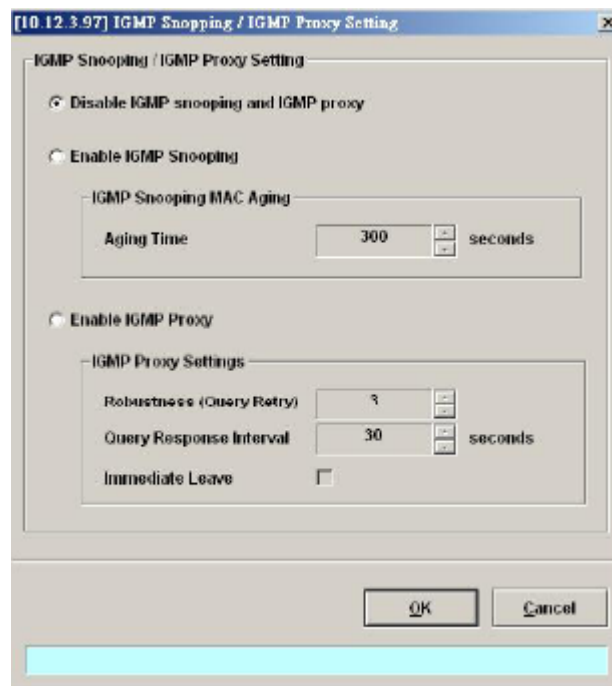 [10.12.3.97] IGMP Snopping / IGMP Proxy Setting
IGMP Snooping / IGMP Proxy Setting
Disable IGMP snooping and IGMP proxy
Enable IGMP Snooping
IGMP Snooping MAC Aging
Aging Time 300 seconds
Enable IGMP Proxy
IGMP Proxy Settings
Robustness (Query Retry) 3
Query Response Interval 30 seconds
Immediate Leave
OK Cancel